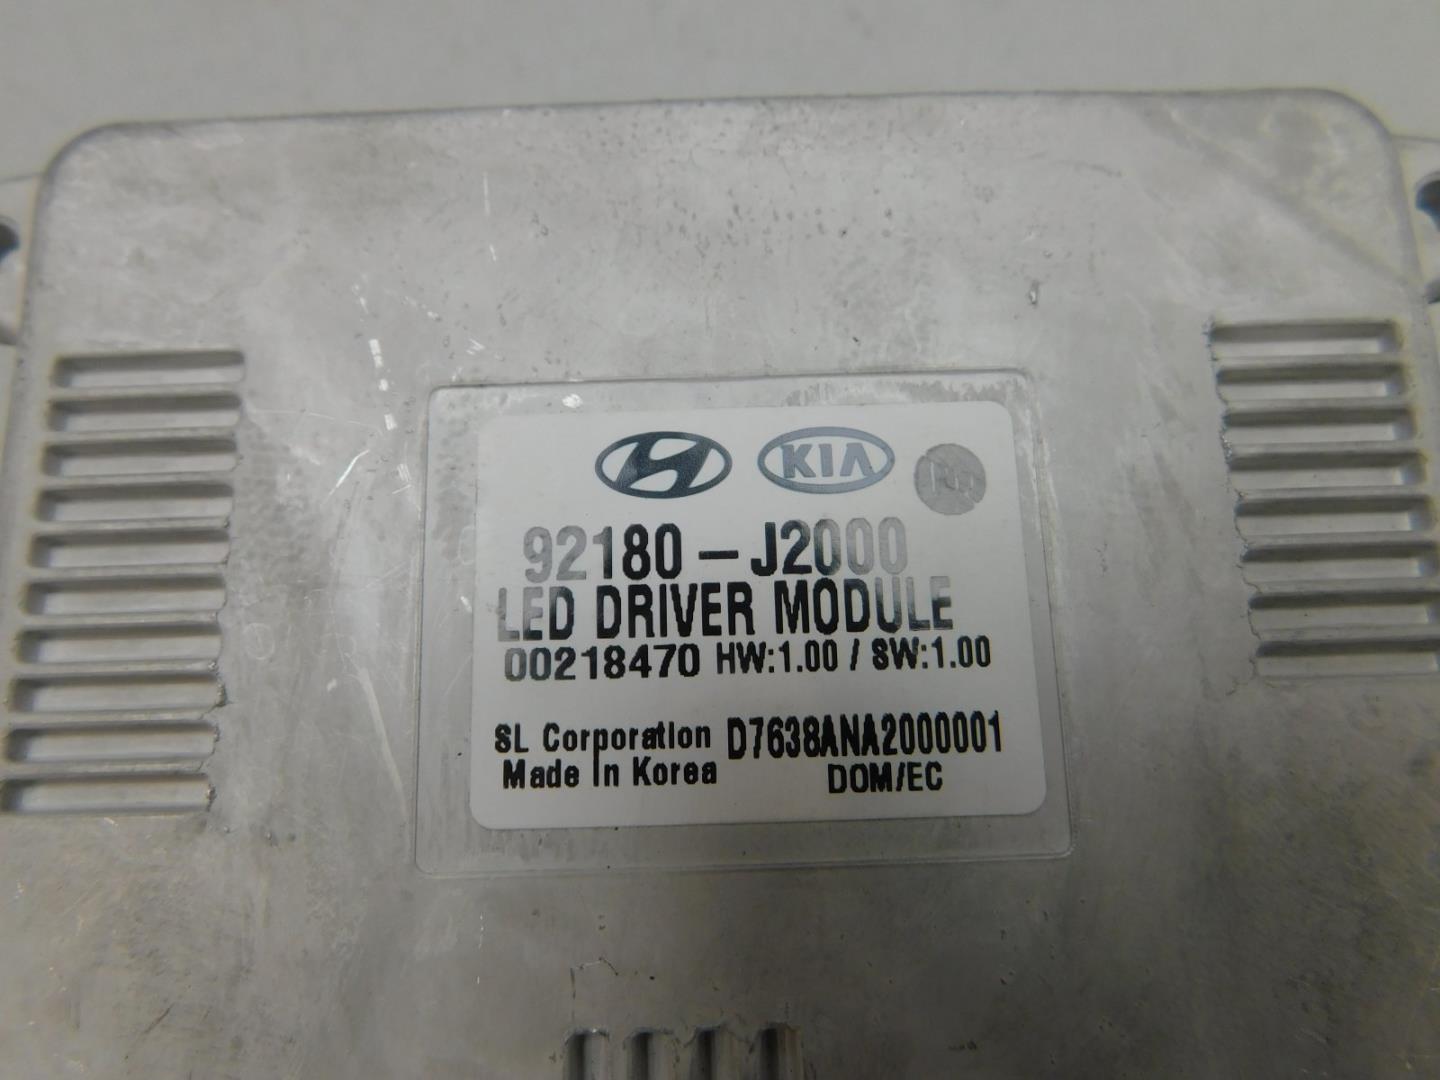 KIA
92180-J2000
LED DRIVER MODULE
00218470 HW:1.00 / SW:1.00
SL Corporation D7638ANA2000001
Made In Korea DOM/EC